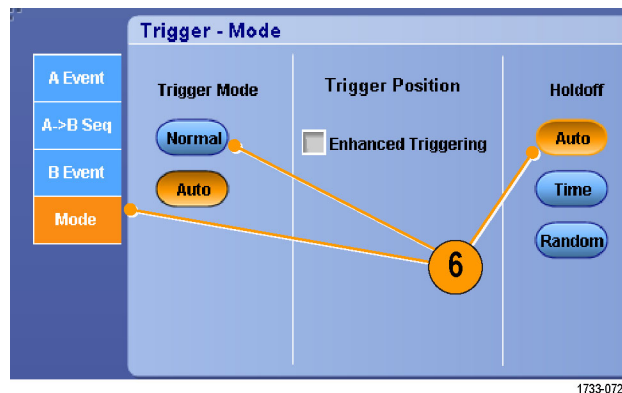 Trigger - Mode
A Event
A->B Seq
B Event
Mode
Trigger Mode
Normal
Auto
Trigger Position
Enhanced Triggering
Holdoff
Auto
Time
Random
6
1733-072